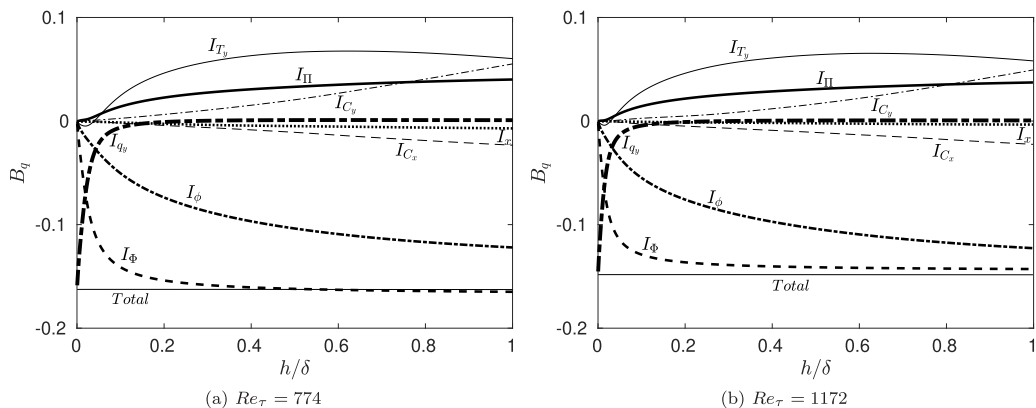 0.1
I_{T_y}
I_Π
I_{C_y}
0
I_{q_y}
I_{C_x}
I_x
B_q
-0.1
I_ϕ
I_Φ
Total
-0.2
0 0.2 0.4 0.6 0.8 1
h/δ
(a) Re_τ = 774
0.1
I_{T_y}
I_Π
I_{C_y}
0
I_{q_y}
I_{C_x}
I_x
B_q
-0.1
I_ϕ
I_Φ
Total
-0.2
0 0.2 0.4 0.6 0.8 1
h/δ
(b) Re_τ = 1172